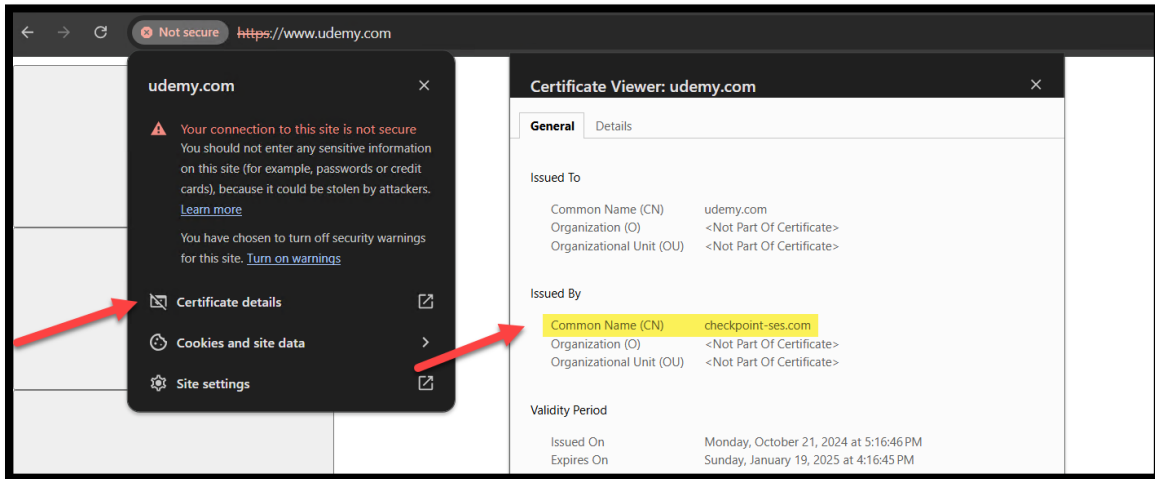 Not secure https://www.udemy.com
udemy.com
Your connection to this site is not secure
You should not enter any sensitive information
on this site (for example, passwords or credit
cards), because it could be stolen by attackers.
Learn more
You have chosen to turn off security warnings
for this site. Turn on warnings
Certificate details
Cookies and site data
Site settings
Certificate Viewer: udemy.com
General Details
Issued To
Common Name (CN) udemy.com
Organization (O) <Not Part Of Certificate>
Organizational Unit (OU) <Not Part Of Certificate>
Issued By
Common Name (CN) checkpoint-ses.com
Organization (O) <Not Part Of Certificate>
Organizational Unit (OU) <Not Part Of Certificate>
Validity Period
Issued On Monday, October 21, 2024 at 5:16:46 PM
Expires On Sunday, January 19, 2025 at 4:16:45 PM